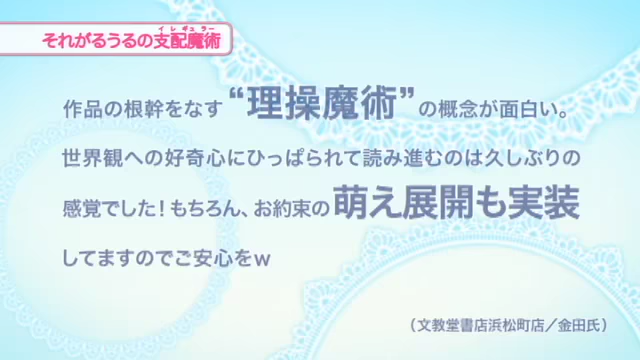 イレギュラー
それがるうるの支配魔術
作品の根幹をなす“理操魔術”の概念が面白い。
世界観への好奇心にひっぱられて読み進むのは久しぶりの
感覚でした！もちろん、お約束の萌え展開も実装
してますのでご安心をw
（文教堂書店浜松町店／金田氏）